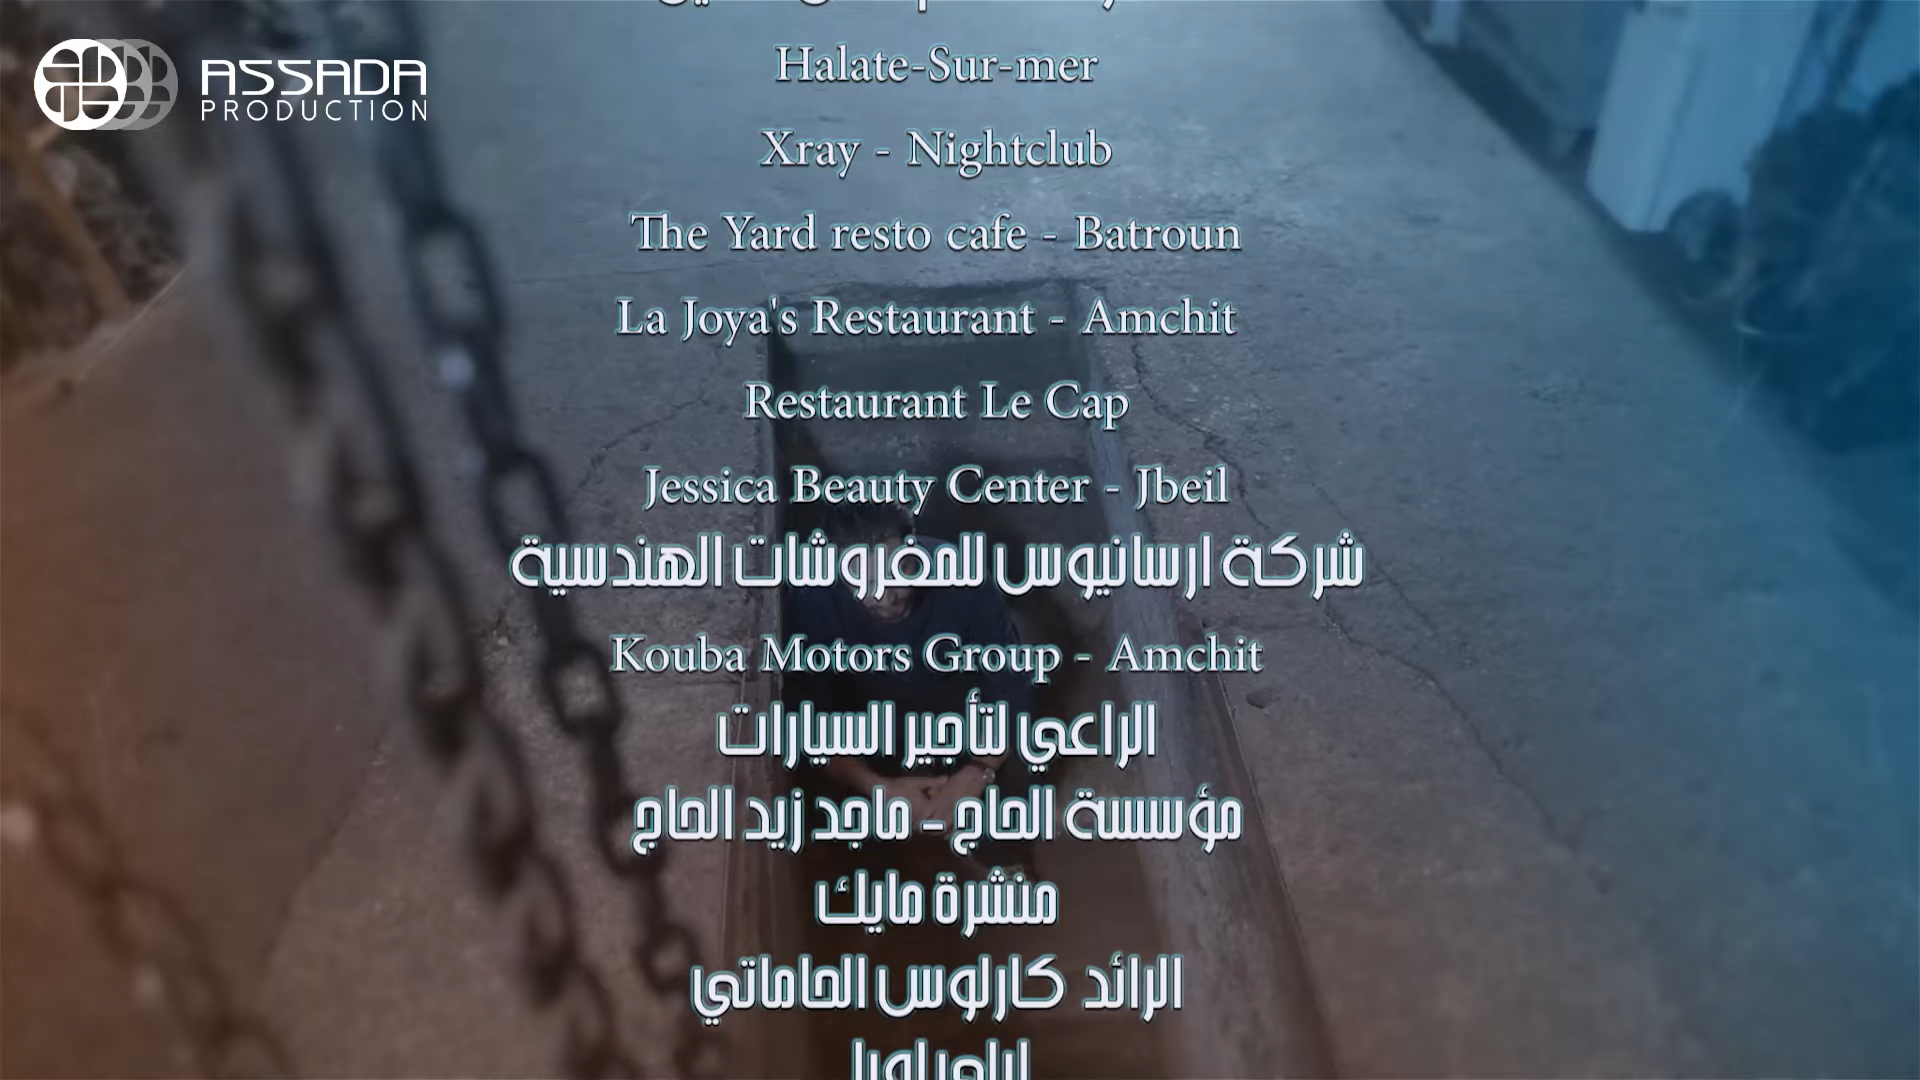 ASSADA
PRODUCTION
Halate-Sur-mer
Xray - Nightclub
The Yard resto cafe - Batroun
La Joya's Restaurant - Amchit
Restaurant Le Cap
Jessica Beauty Center - Jbeil
شركة ارسانيوس للمفروشات الهندسية
Kouba Motors Group - Amchit
الراعي لتأجير السيارات
مؤسسة الحاج - ماجد زيد الحاج
منشرة مايك
الرائد كارلوس الحاماتي